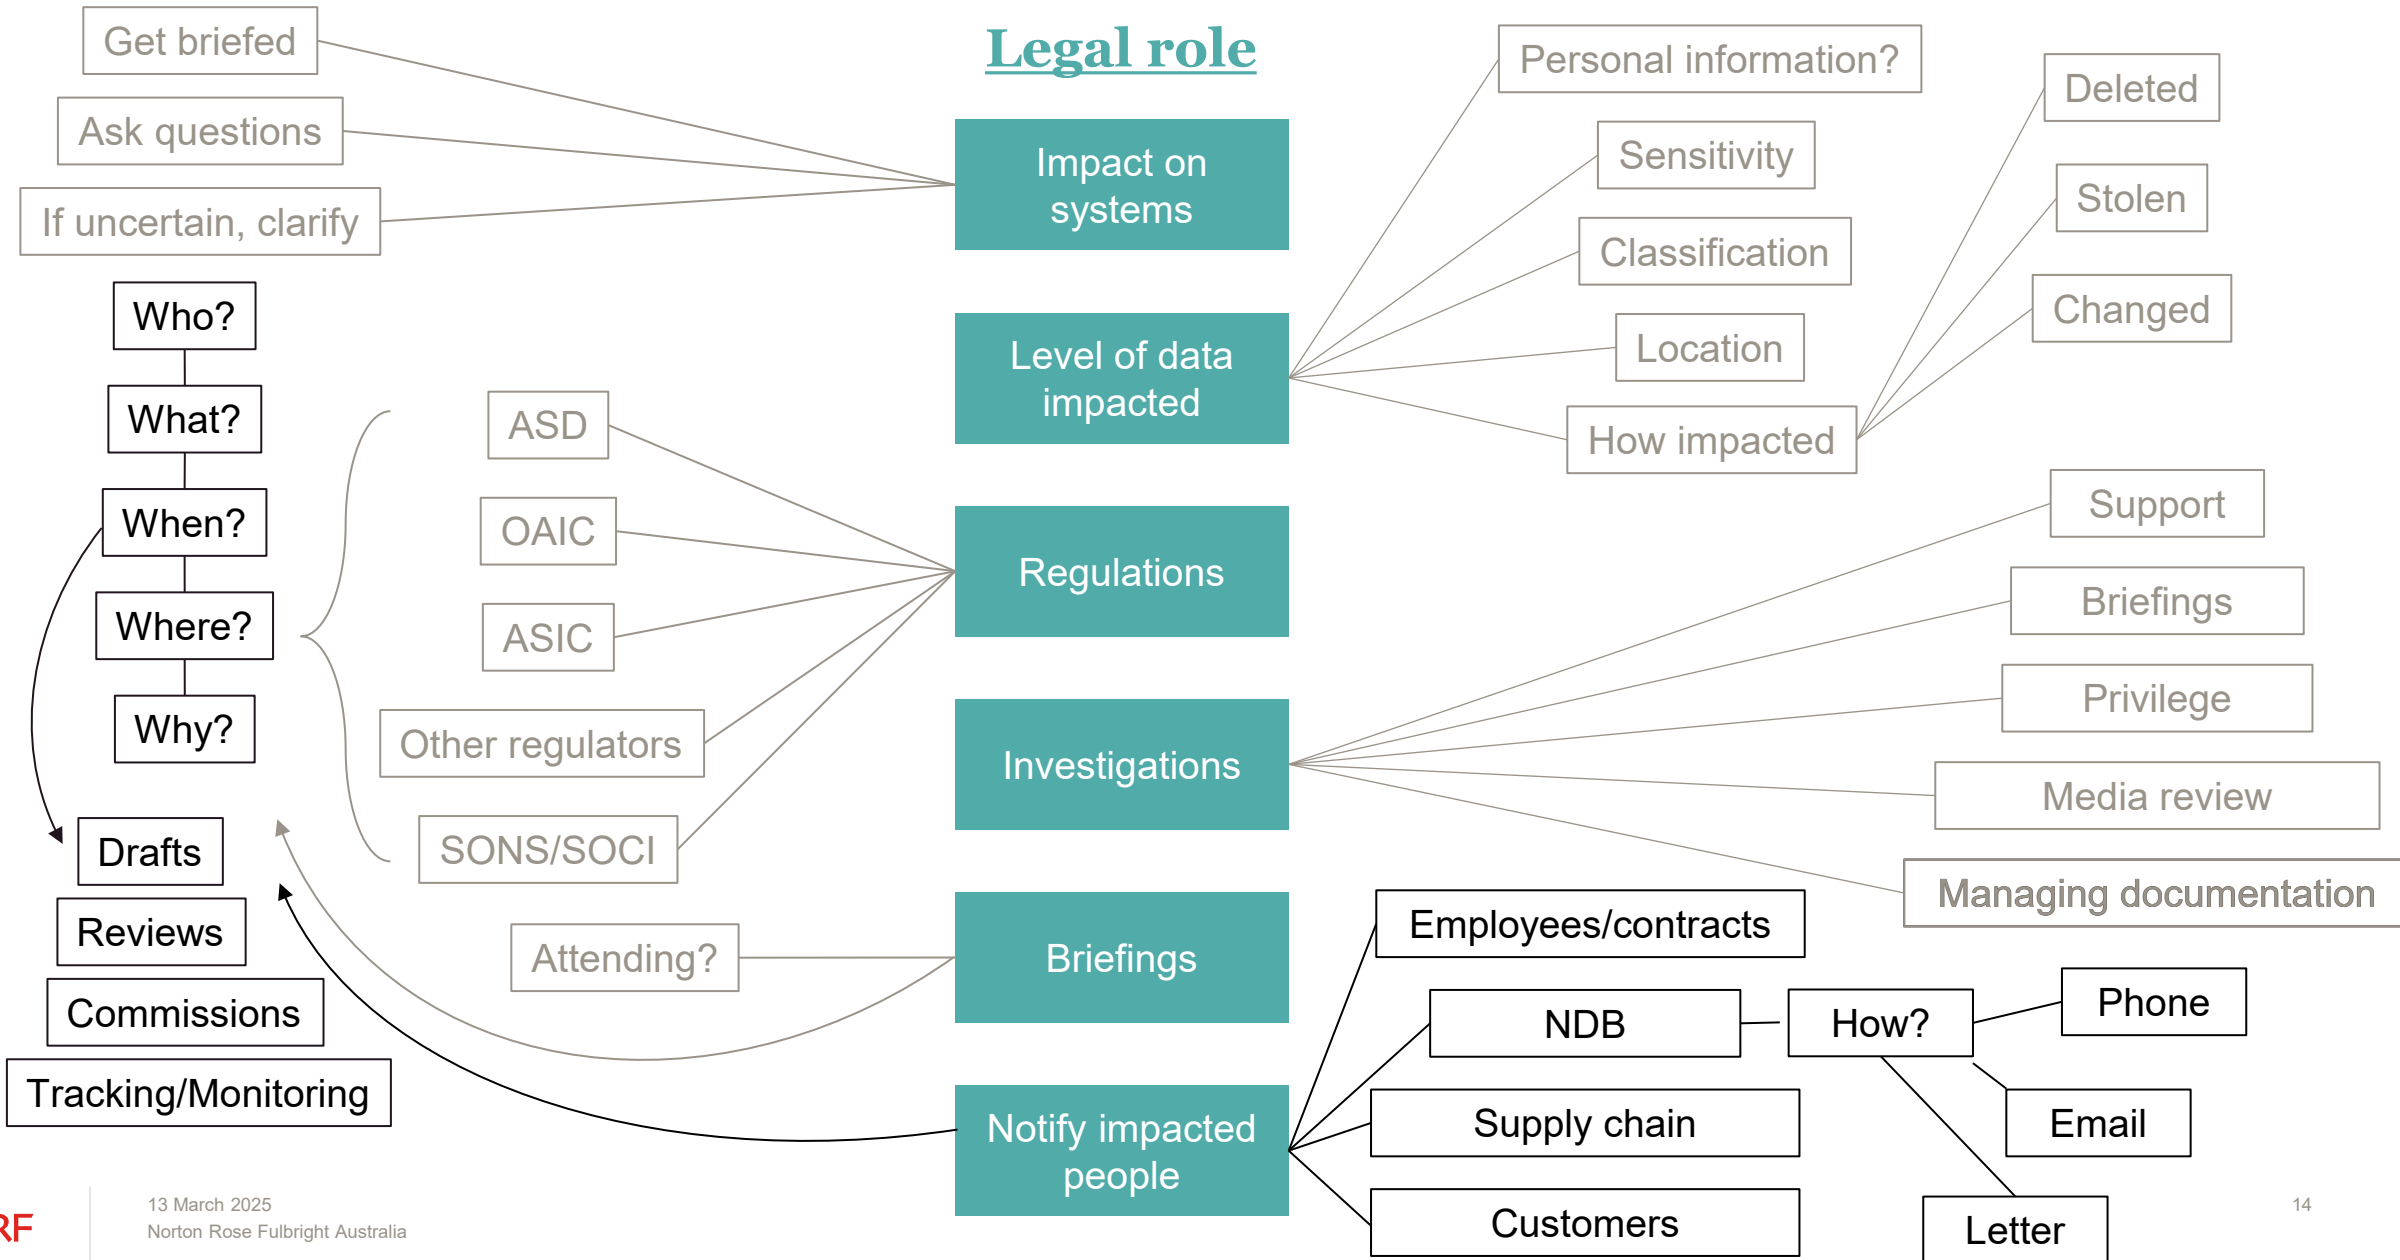 Legal role
Get briefed
Ask questions
If uncertain, clarify
Impact on
systems
Personal information?
Sensitivity
Classification
Location
How impacted
Deleted
Stolen
Changed
Level of data
impacted
Who?
What?
When?
Where?
Why?
ASD
OAIC
ASIC
Other regulators
SONS/SOCI
Regulations
Investigations
Support
Briefings
Privilege
Media review
Managing documentation
Drafts
Reviews
Commissions
Tracking/Monitoring
Attending?
Briefings
Notify impacted
people
Employees/contracts
NDB
How?
Phone
Email
Letter
Supply chain
Customers
RF
13 March 2025
Norton Rose Fulbright Australia
14